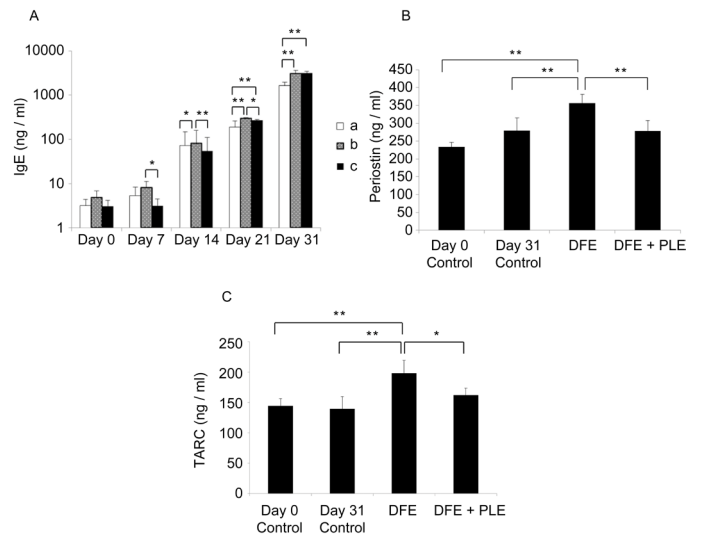 A
IgE (ng / ml)
10000
1000
100
10
1
* * * * * * * * * * * * * * *
Day 0 Day 7 Day 14 Day 21 Day 31
a
b
c
B
Periostin (ng / ml)
450
400
350
300
250
200
150
100
50
0
**
** **
Day 0 Day 31 DFE DFE + PLE
Control Control
C
TARC (ng / ml)
250
200
150
100
50
0
**
** *
Day 0 Day 31 DFE DFE + PLE
Control Control